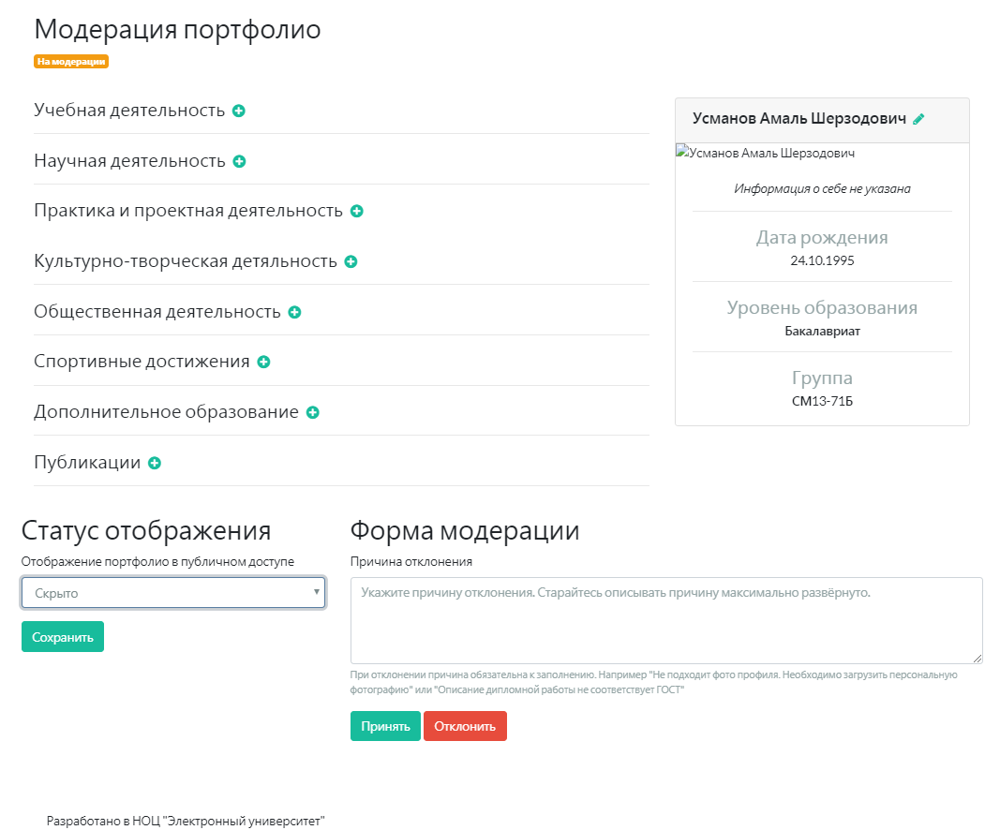 Модерация портфолио
На модерации
Учебная деятельность
Научная деятельность
Практика и проектная деятельность
Культурно-творческая детяльность
Общественная деятельность
Спортивные достижения
Дополнительное образование
Публикации
Усманов Амаль Шерзодович
Усманов Амаль Шерзодович
Информация о себе не указана
Дата рождения
24.10.1995
Уровень образования
Бакалавриат
Группа
СМ13-71Б
Статус отображения
Отображение портфолио в публичном доступе
Скрыто
Сохранить
Форма модерации
Причина отклонения
Укажите причину отклонения. Старайтесь описывать причину максимально развёрнуто.
При отклонении причина обязательна к заполнению. Например "Не подходит фото профиля. Необходимо загрузить персональную
фотографию" или "Описание дипломной работы не соответствует ГОСТ"
Принять Отклонить
Разработано в НОЦ "Электронный университет"